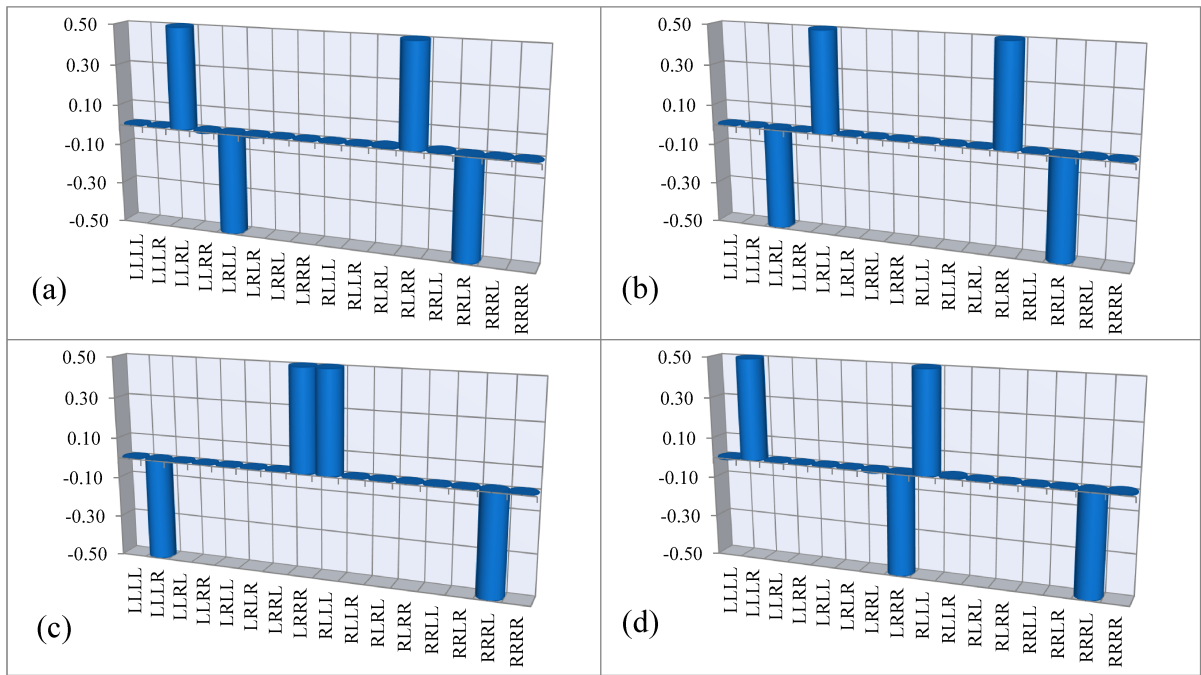 0.50
0.30
0.10
-0.10
-0.30
-0.50
LLLL
LLLR
LLRL
LLRR
LRLL
LRLR
LRRL
LRRR
RLLL
RLLR
RLRL
RLRR
RRLL
RRLR
RRRL
RRRR
(a)
0.50
0.30
0.10
-0.10
-0.30
-0.50
LLLL
LLLR
LLRL
LLRR
LRLL
LRLR
LRRL
LRRR
RLLL
RLLR
RLRL
RLRR
RRLL
RRLR
RRRL
RRRR
(b)
0.50
0.30
0.10
-0.10
-0.30
-0.50
LLLL
LLLR
LLRL
LLRR
LRLL
LRLR
LRRL
LRRR
RLLL
RLLR
RLRL
RLRR
RRLL
RRLR
RRRL
RRRR
(c)
0.50
0.30
0.10
-0.10
-0.30
-0.50
LLLL
LLLR
LLRL
LLRR
LRLL
LRLR
LRRL
LRRR
RLLL
RLLR
RLRL
RLRR
RRLL
RRLR
RRRL
RRRR
(d)